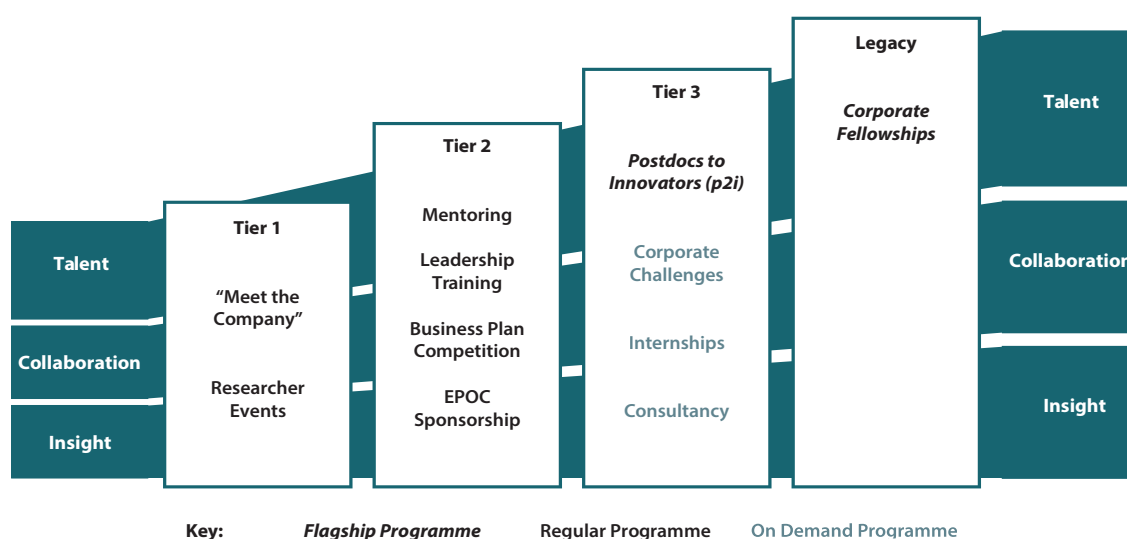 Talent
Collaboration
Insight
Tier 1
“Meet the
Company”
Researcher
Events
Tier 2
Mentoring
Leadership
Training
Business Plan
Competition
EPOC
Sponsorship
Tier 3
Postdocs to
Innovators (p2i)
Corporate
Challenges
Internships
Consultancy
Legacy
Corporate
Fellowships
Talent
Collaboration
Insight
Key: Flagship Programme Regular Programme On Demand Programme